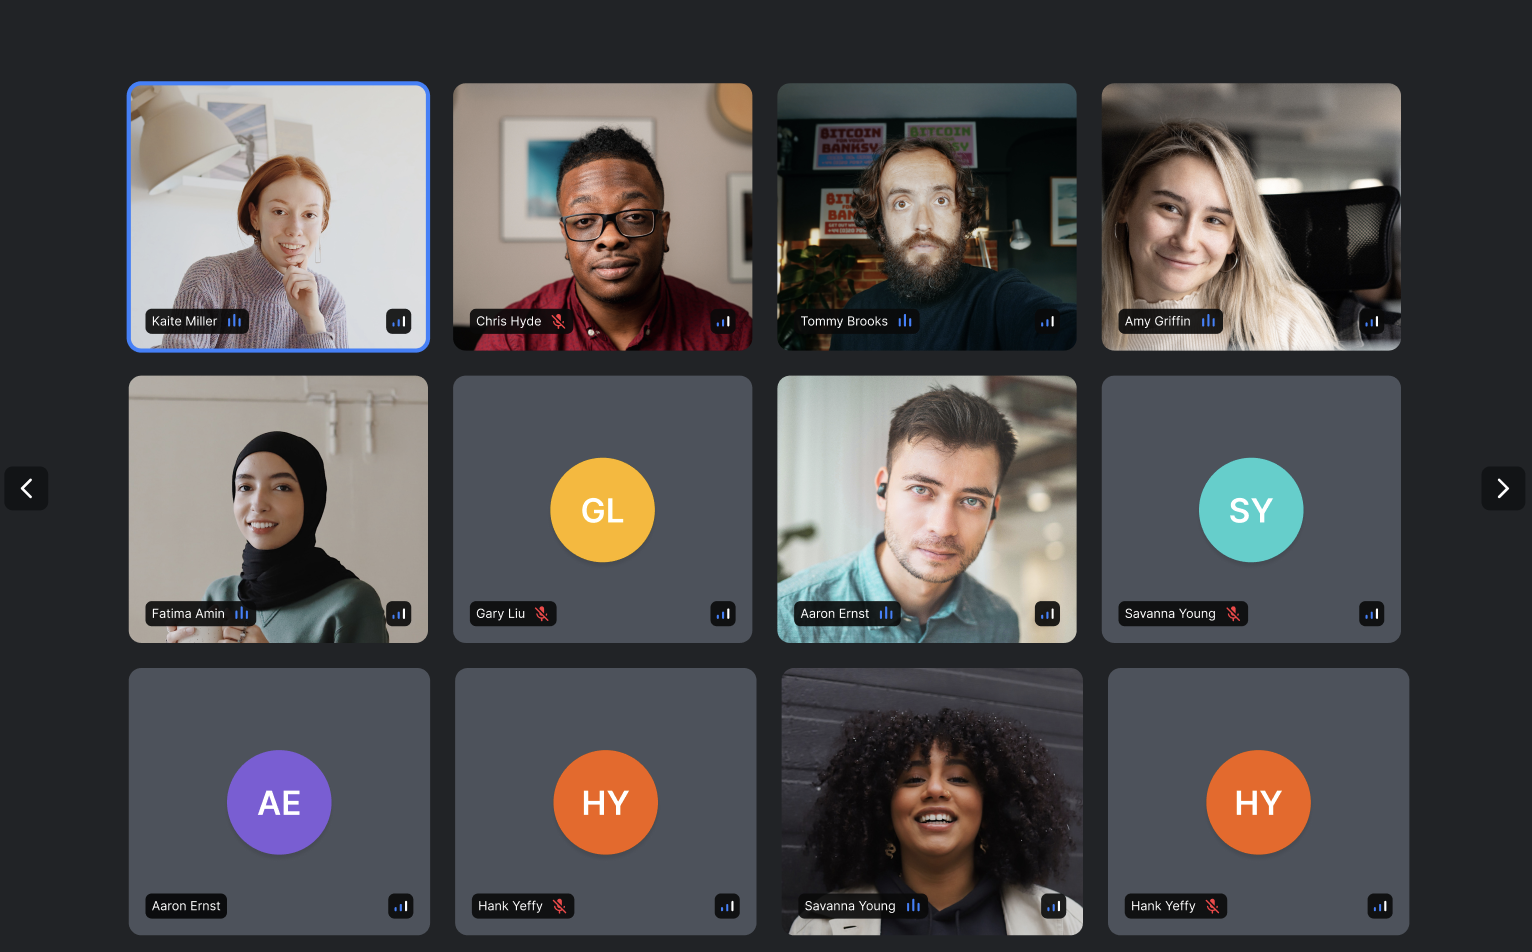 BITCOIN
BANKSY
BITCOIN
Kaite Miller
Chris Hyde
Tommy Brooks
Amy Griffin
GL
SY
Fatima Amin
Gary Liu
Aaron Ernst
Savanna Young
AE
HY
HY
Aaron Ernst
Hank Yeffy
Savanna Young
Hank Yeffy